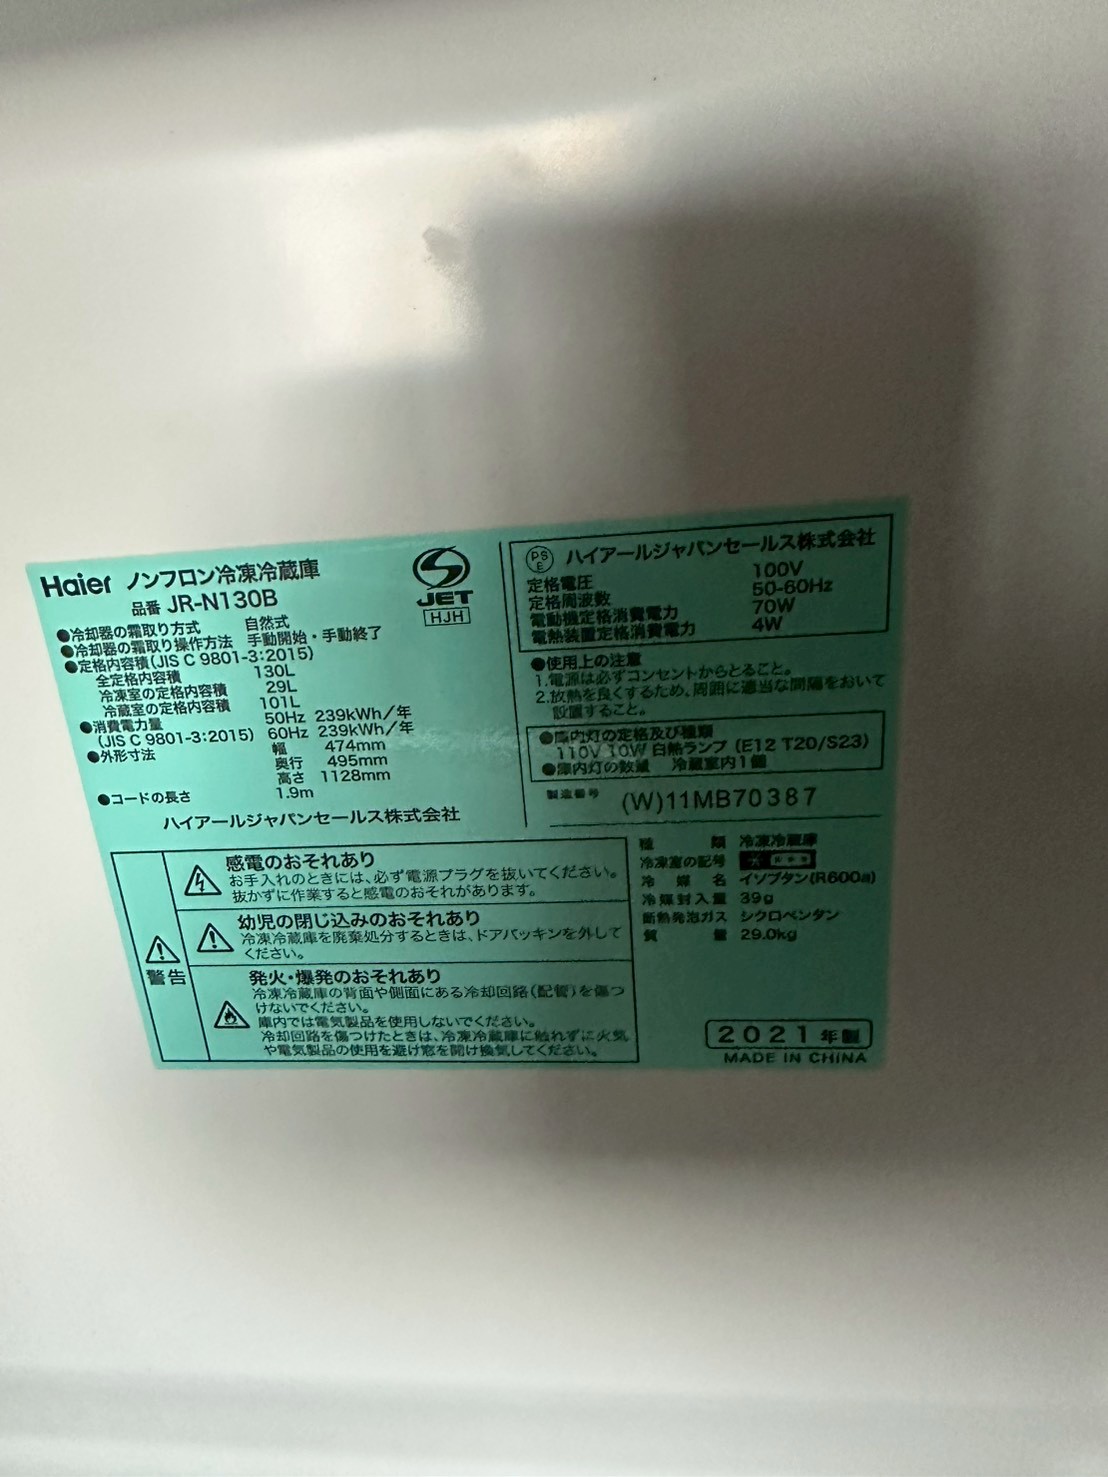 Haier ノンフロン冷凍冷蔵庫
品番 JR-N130B
JET
HJH
●冷却器の霜取り方式 自然式
●冷却器の霜取り操作方法 手動開始・手動終了
●定格内容積(JIS C 9801-3:2015)
全定格内容積 130L
冷凍室の定格内容積 29L
冷蔵室の定格内容積 101L
●消費電力量 50Hz 239kWh/年
(JIS C 9801-3:2015) 60Hz 239kWh/年
●外形寸法 幅 474mm
奥行 495mm
高さ 1128mm
●コードの長さ 1.9m
ハイアールジャパンセールス株式会社
PSE ハイアールジャパンセールス株式会社
定格電圧 100V
定格周波数 50-60Hz
電動機定格消費電力 70W
電熱装置定格消費電力 4W
●使用上の注意
1.電源は必ずコンセントからとること。
2.放熱を良くするため、周囲に適当な間隔をおいて
設置すること。
●庫内灯の定格及び種類
110V 10W 白熱ランプ (E12 T20/S23)
●庫内灯の数量 冷蔵室内1個
製造番号 (W)11MB70387
警告
感電のおそれあり
お手入れのときには、必ず電源プラグを抜いてください。
抜かずに作業すると感電のおそれがあります。
幼児の閉じ込みのおそれあり
冷凍冷蔵庫を廃棄処分するときは、ドアパッキンを外して
ください。
発火・爆発のおそれあり
冷凍冷蔵庫の背面や側面にある冷却回路(配管)を傷つ
けないでください。
庫内では電気製品を使用しないでください。
冷却回路を傷つけたときは、冷凍冷蔵庫に触れずに火気
や電気製品の使用を避け窓を開け換気してください。
種類 冷凍冷蔵庫
冷凍室の記号
冷媒名 イソブタン(R600a)
冷媒封入量 39g
断熱発泡ガス シクロペンタン
質量 29.0kg
2021年製
MADE IN CHINA